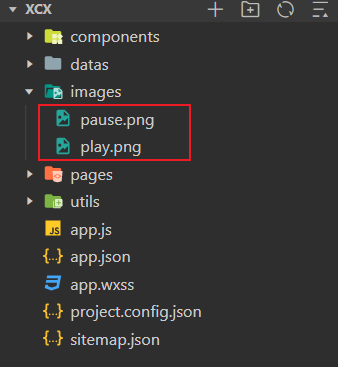 XCX
components
datas
images
pause.png
play.png
pages
utils
JS app.js
{..} app.json
app.wxss
{..} project.config.json
{..} sitemap.json